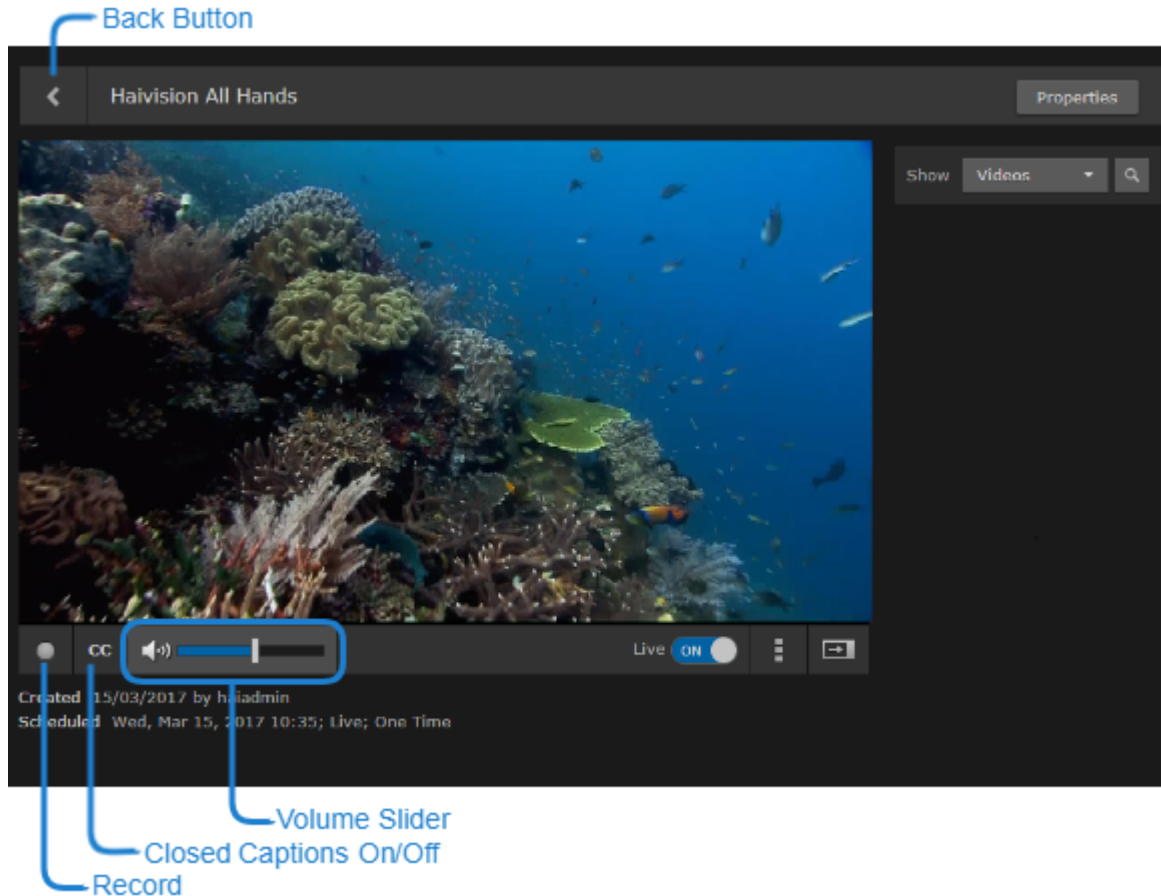 Back Button
Haivision All Hands
Properties
Show Videos
CC
Live ON
Created 15/03/2017 by haiadmin
Scheduled Wed, Mar 15, 2017 10:35; Live; One Time
Volume Slider
Closed Captions On/Off
Record